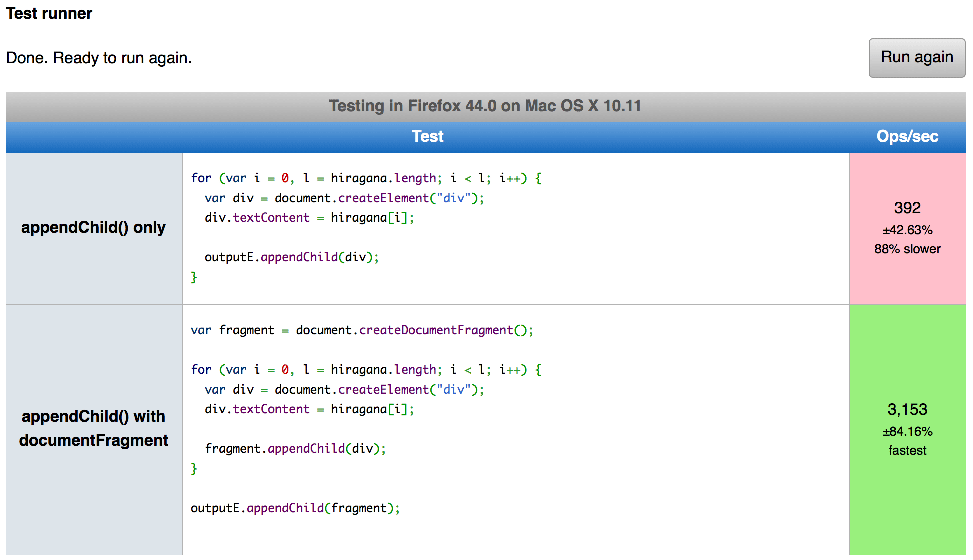 Test runner
Done. Ready to run again.
Run again
Testing in Firefox 44.0 on Mac OS X 10.11
Test Ops/sec
appendChild() only
for (var i = 0, l = hiragana.length; i < l; i++) {
  var div = document.createElement("div");
  div.textContent = hiragana[i];

  outputE.appendChild(div);
}
392
±42.63%
88% slower
appendChild() with
documentFragment
var fragment = document.createDocumentFragment();

for (var i = 0, l = hiragana.length; i < l; i++) {
  var div = document.createElement("div");
  div.textContent = hiragana[i];

  fragment.appendChild(div);
}

outputE.appendChild(fragment);
3,153
±84.16%
fastest